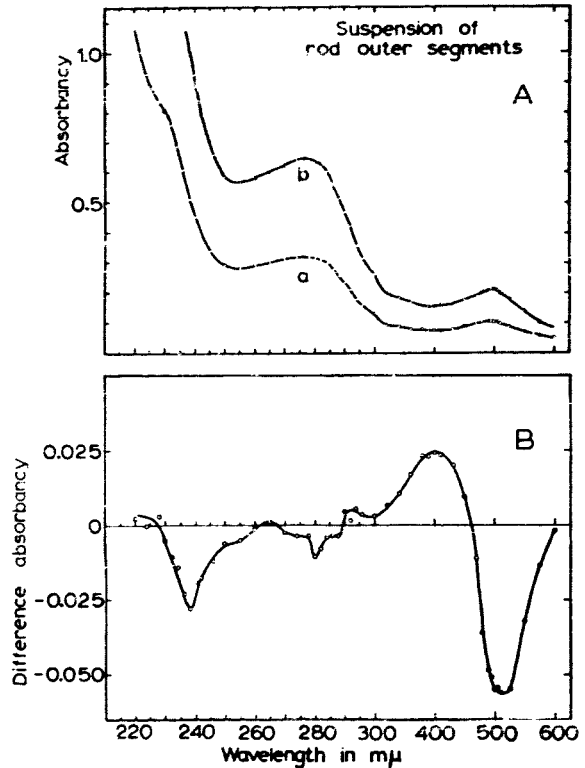 Suspension of
rod outer segments
A
Absorbancy
1.0
0.5
b
a
B
Difference absorbancy
0.025
0
-0.025
-0.050
220 240 260 280 300 400 500 600
Wavelength in mμ